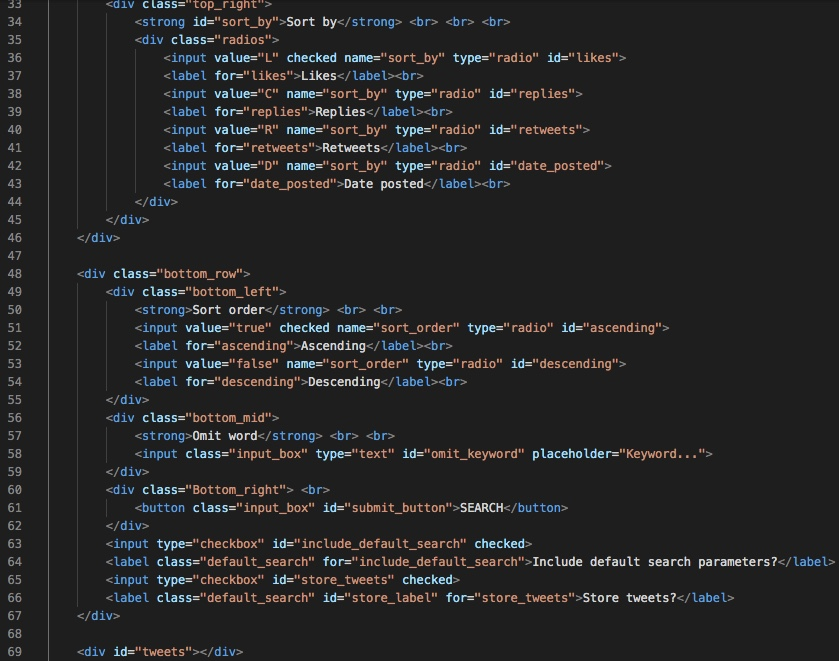 33 <div class="top_right">
34 <strong id="sort_by">Sort by</strong> <br> <br> <br>
35 <div class="radios">
36 <input value="L" checked name="sort_by" type="radio" id="likes">
37 <label for="likes">Likes</label><br>
38 <input value="C" name="sort_by" type="radio" id="replies">
39 <label for="replies">Replies</label><br>
40 <input value="R" name="sort_by" type="radio" id="retweets">
41 <label for="retweets">Retweets</label><br>
42 <input value="D" name="sort_by" type="radio" id="date_posted">
43 <label for="date_posted">Date posted</label><br>
44 </div>
45 </div>
46 </div>
47
48 <div class="bottom_row">
49 <div class="bottom_left">
50 <strong>Sort order</strong> <br> <br>
51 <input value="true" checked name="sort_order" type="radio" id="ascending">
52 <label for="ascending">Ascending</label><br>
53 <input value="false" name="sort_order" type="radio" id="descending">
54 <label for="descending">Descending</label><br>
55 </div>
56 <div class="bottom_mid">
57 <strong>Omit word</strong> <br> <br>
58 <input class="input_box" type="text" id="omit_keyword" placeholder="Keyword...">
59 </div>
60 <div class="Bottom_right"> <br>
61 <button class="input_box" id="submit_button">SEARCH</button>
62 </div>
63 <input type="checkbox" id="include_default_search" checked>
64 <label class="default_search" for="include_default_search">Include default search parameters?</label>
65 <input type="checkbox" id="store_tweets" checked>
66 <label class="default_search" id="store_label" for="store_tweets">Store tweets?</label>
67 </div>
68
69 <div id="tweets"></div>